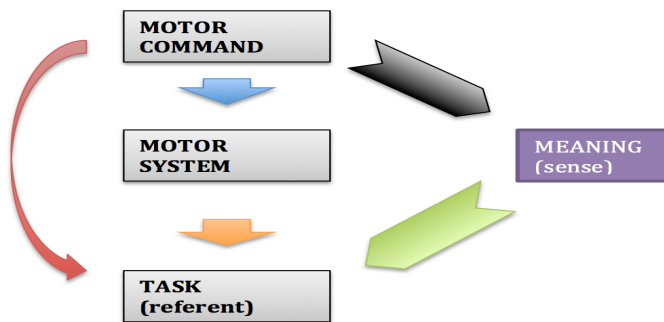 MOTOR
COMMAND
MOTOR
SYSTEM
MEANING
(sense)
TASK
(referent)